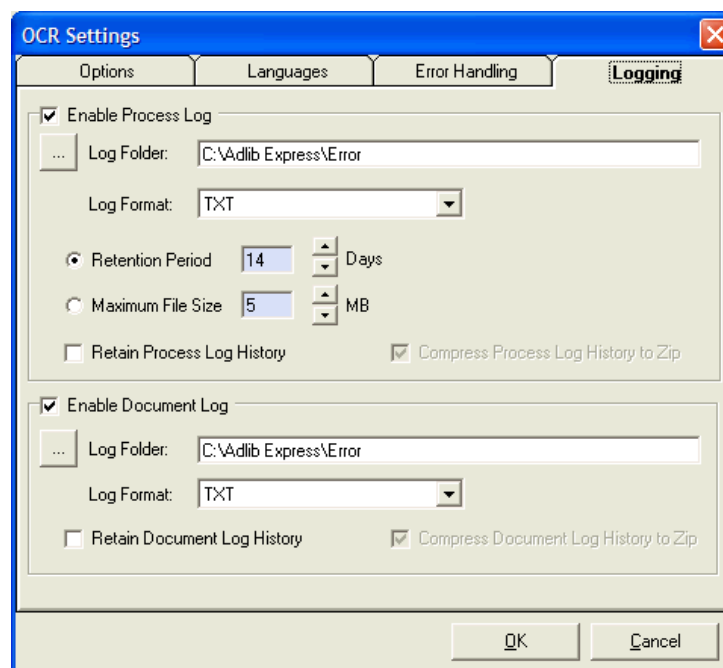 OCR Settings
Options Languages Error Handling Logging
Enable Process Log
... Log Folder: C:\Adlib Express\Error
Log Format: TXT
Retention Period 14 Days
Maximum File Size 5 MB
Retain Process Log History Compress Process Log History to Zip
Enable Document Log
... Log Folder: C:\Adlib Express\Error
Log Format: TXT
Retain Document Log History Compress Document Log History to Zip
OK Cancel